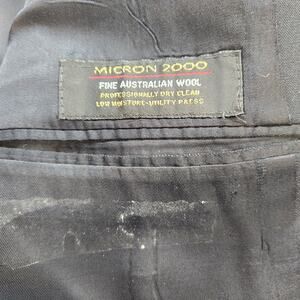 MICRON 2000
FINE AUSTRALIAN WOOL
PROFESSIONALLY DRY CLEAN
LOW MOISTURE-UTILITY PRESS